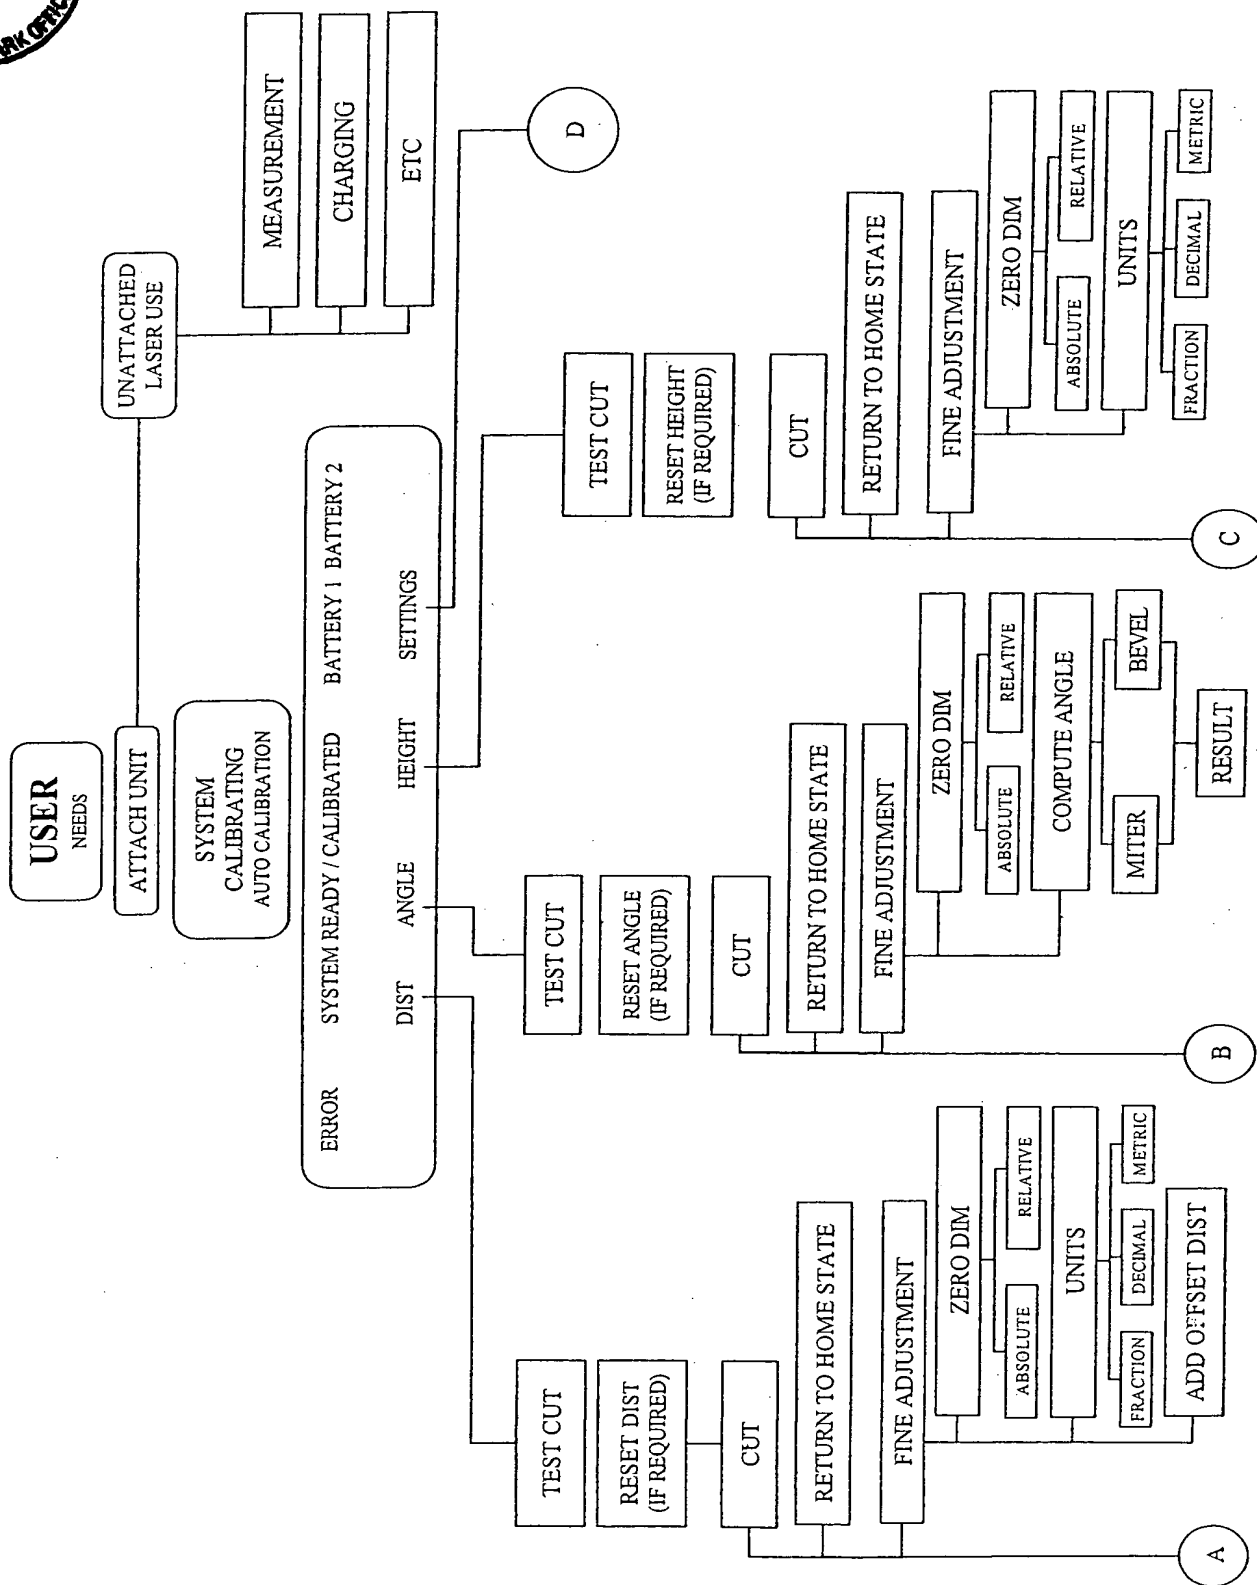 ARK OFFIC
USER
NEEDS
ATTACH UNIT
UNATTACHED
LASER USE
MEASUREMENT
CHARGING
ETC
SYSTEM
CALIBRATING
AUTO CALIBRATION
ERROR SYSTEM READY / CALIBRATED BATTERY 1 BATTERY 2
DIST ANGLE HEIGHT SETTINGS
D
TEST CUT
RESET DIST
(IF REQUIRED)
CUT
RETURN TO HOME STATE
FINE ADJUSTMENT
ZERO DIM
ABSOLUTE
RELATIVE
UNITS
FRACTION
DECIMAL
METRIC
ADD OFFSET DIST
A
TEST CUT
RESET ANGLE
(IF REQUIRED)
CUT
RETURN TO HOME STATE
FINE ADJUSTMENT
ZERO DIM
ABSOLUTE
RELATIVE
COMPUTE ANGLE
MITER
BEVEL
RESULT
B
TEST CUT
RESET HEIGHT
(IF REQUIRED)
CUT
RETURN TO HOME STATE
FINE ADJUSTMENT
ZERO DIM
ABSOLUTE
RELATIVE
UNITS
FRACTION
DECIMAL
METRIC
C